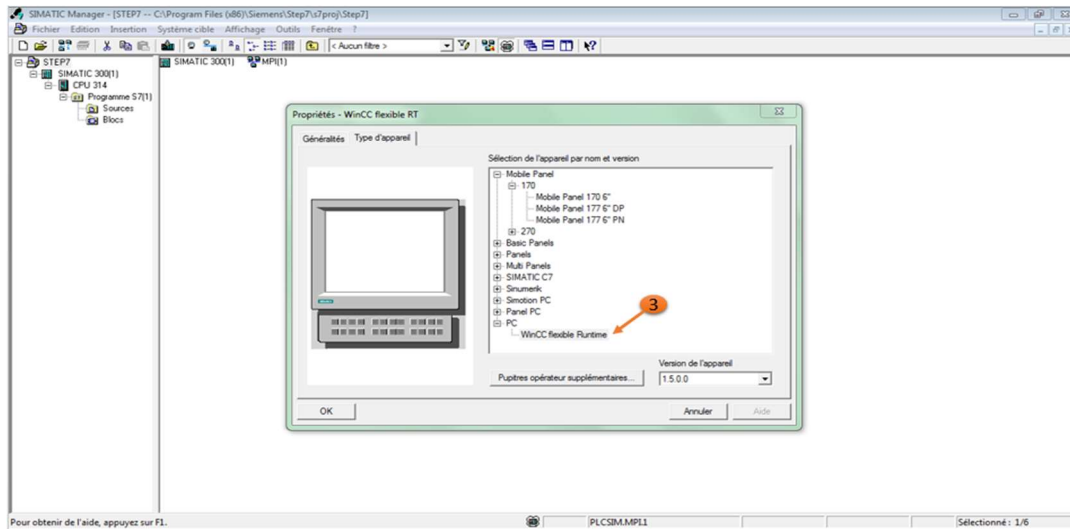 SIMATIC Manager - [STEP7 -- C:\Program Files (x86)\Siemens\Step7\s7proj\Step7]
Fichier Edition Insertion Système cible Affichage Outils Fenêtre ?
< Aucun filtre >
STEP7
SIMATIC 300(1)
CPU 314
Programme S7(1)
Sources
Blocs
SIMATIC 300(1) MPI(1)
Propriétés - WinCC flexible RT
Généralités Type d'appareil
Sélection de l'appareil par nom et version
Mobile Panel
170
Mobile Panel 170 6"
Mobile Panel 177 6" DP
Mobile Panel 177 6" PN
270
Basic Panels
Panels
Multi Panels
SIMATIC C7
Sinumerik
Simotion PC
Panel PC
PC
WinCC flexible Runtime
3
Version de l'appareil
Pupitres opérateur supplémentaires... 1.5.0.0
OK Annuler Aide
Pour obtenir de l'aide, appuyez sur F1. PLCSIM.MPI.1 Sélectionné : 1/6